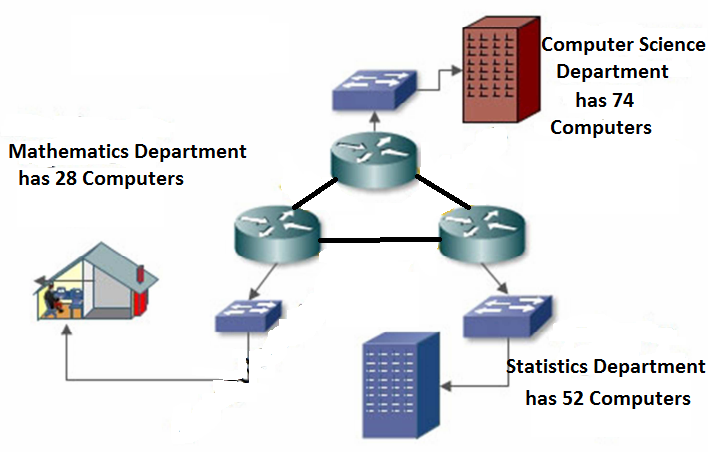 Computer Science
Department
has 74
Computers
Mathematics Department
has 28 Computers
Statistics Department
has 52 Computers